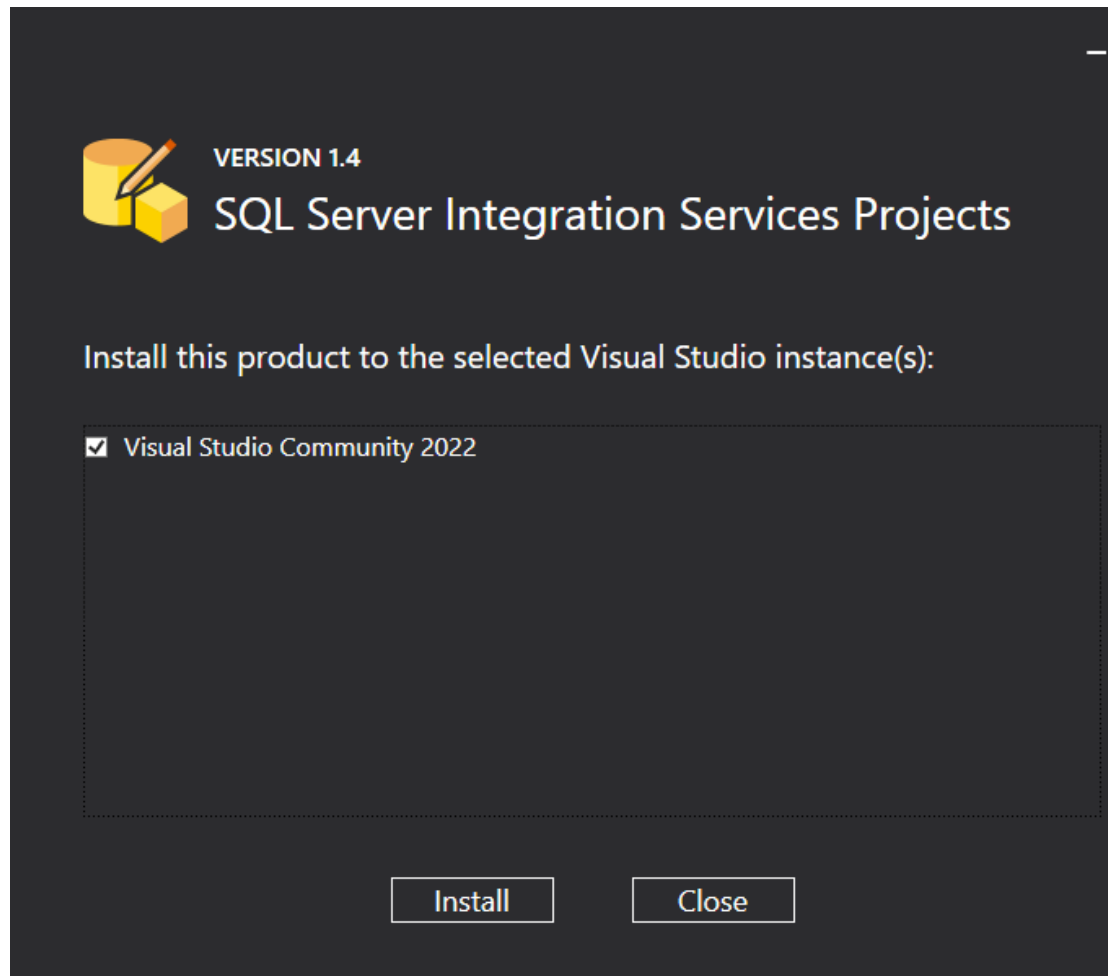 VERSION 1.4
SQL Server Integration Services Projects
Install this product to the selected Visual Studio instance(s):
Visual Studio Community 2022
Install
Close